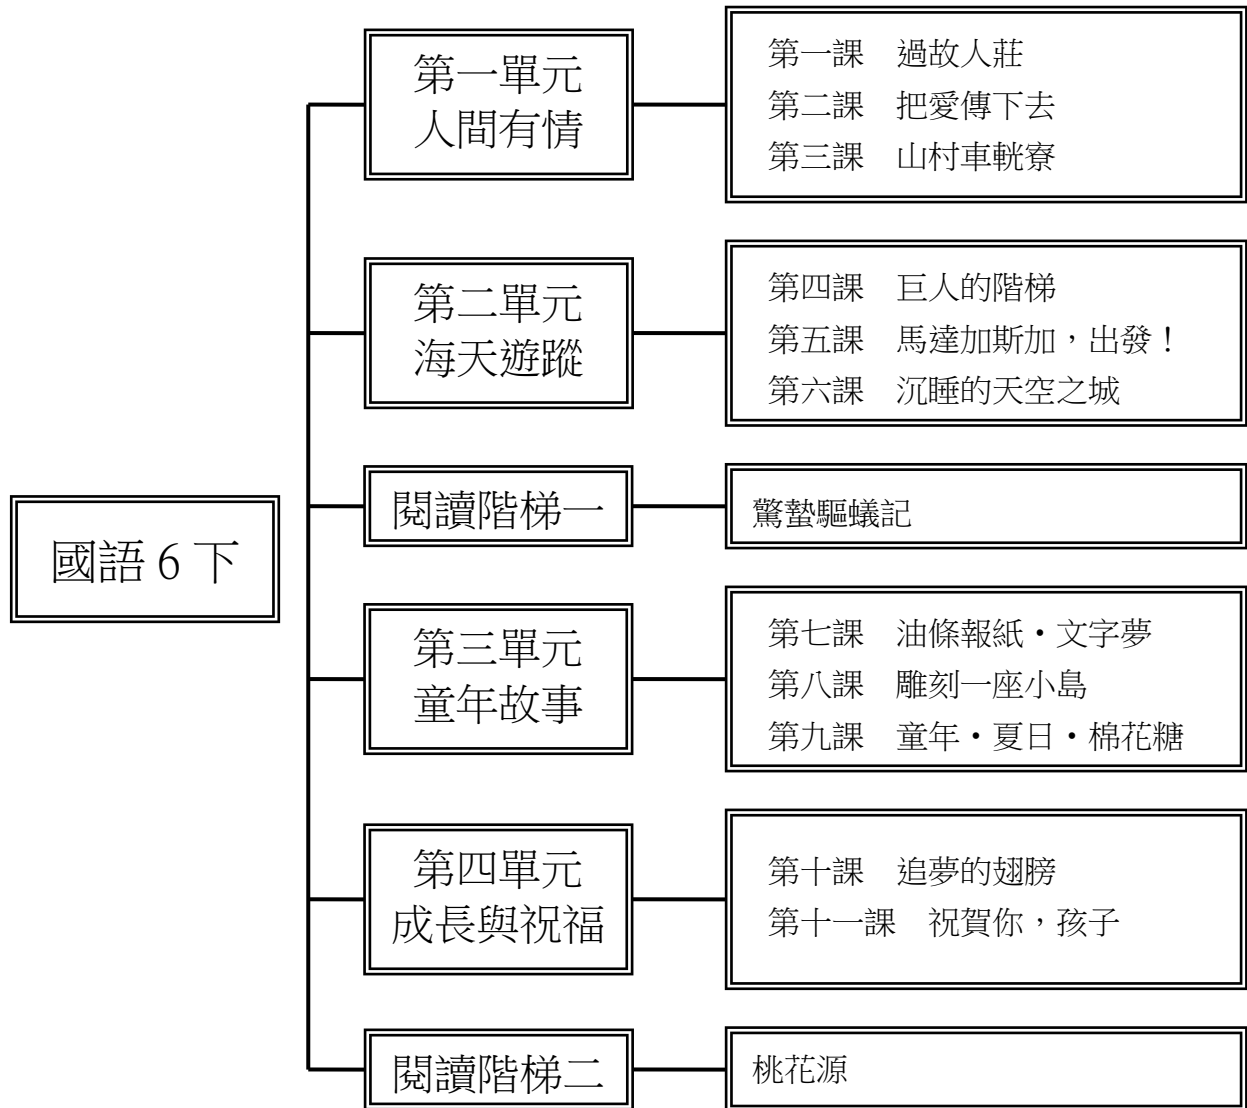 國語 6 下
第一單元
人間有情
第一課　過故人莊
第二課　把愛傳下去
第三課　山村車輄寮
第二單元
海天遊蹤
第四課　巨人的階梯
第五課　馬達加斯加，出發！
第六課　沉睡的天空之城
閱讀階梯一
驚蟄驅蟻記
第三單元
童年故事
第七課　油條報紙‧文字夢
第八課　雕刻一座小島
第九課　童年‧夏日‧棉花糖
第四單元
成長與祝福
第十課　追夢的翅膀
第十一課　祝賀你，孩子
閱讀階梯二
桃花源